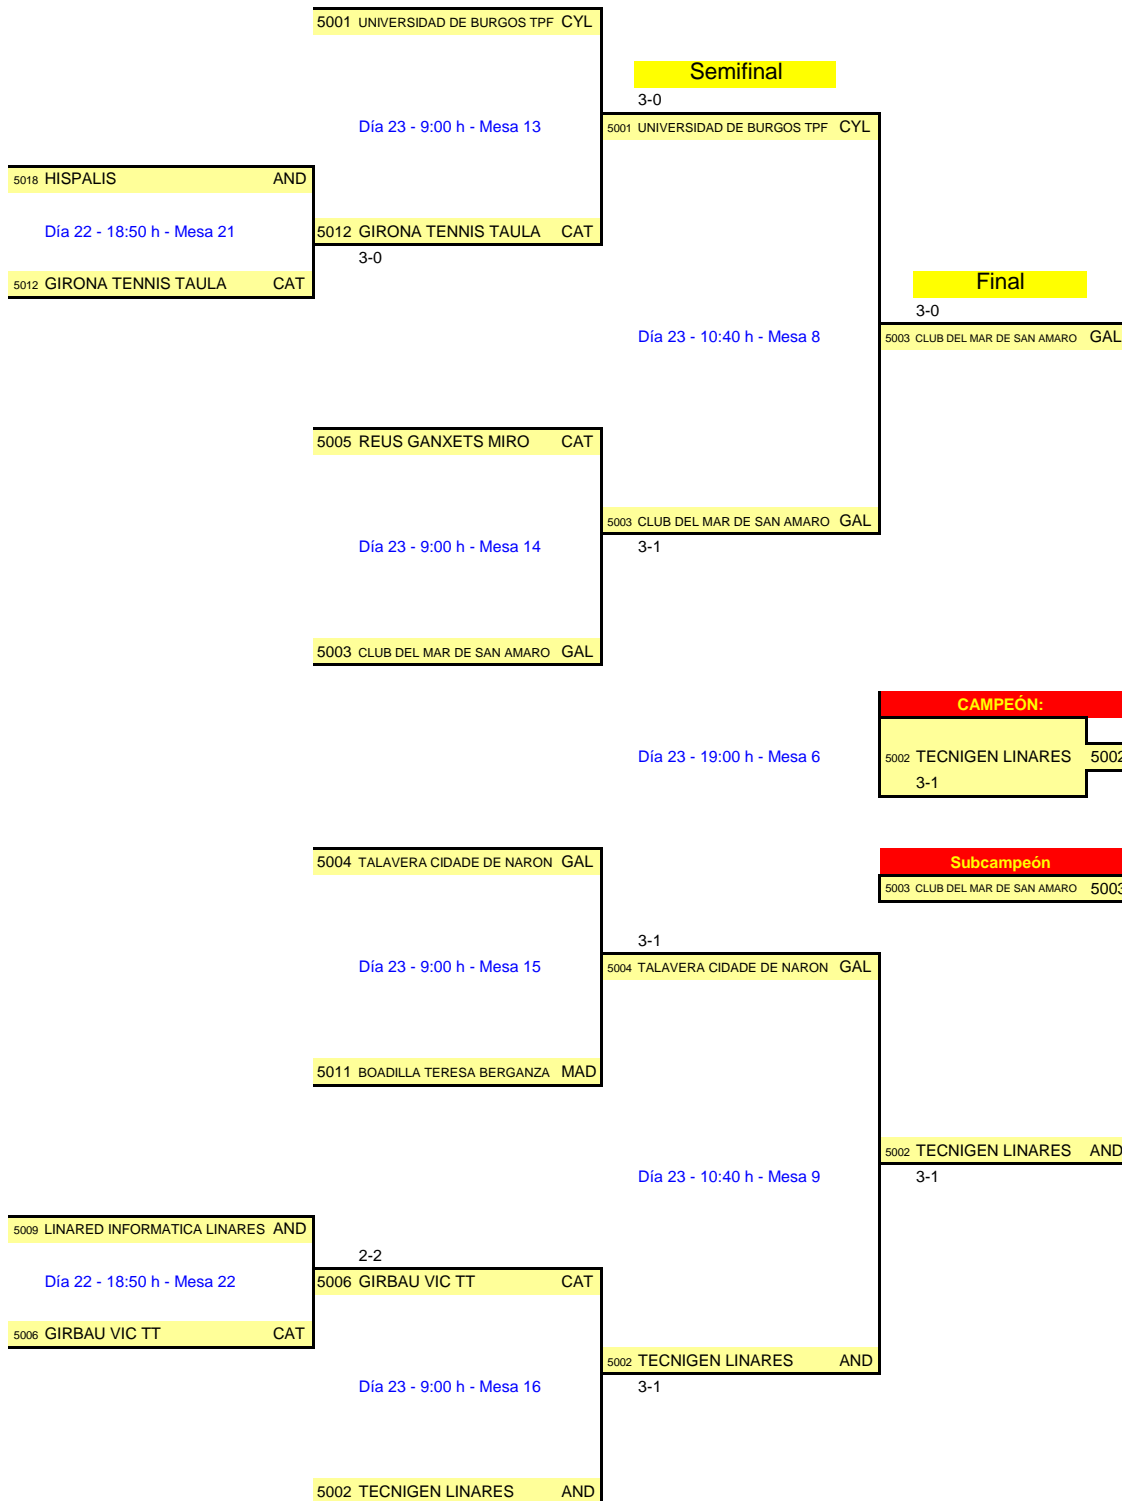 5001 UNIVERSIDAD DE BURGOS TPF CYL
Semifinal
3-0
Día 23 - 9:00 h - Mesa 13
5001 UNIVERSIDAD DE BURGOS TPF CYL
5018 HISPALIS AND
Día 22 - 18:50 h - Mesa 21
5012 GIRONA TENNIS TAULA CAT
3-0
5012 GIRONA TENNIS TAULA CAT
Final
3-0
Día 23 - 10:40 h - Mesa 8
5003 CLUB DEL MAR DE SAN AMARO GAL
5005 REUS GANXETS MIRO CAT
5003 CLUB DEL MAR DE SAN AMARO GAL
Día 23 - 9:00 h - Mesa 14
3-1
5003 CLUB DEL MAR DE SAN AMARO GAL
CAMPEÓN:
Día 23 - 19:00 h - Mesa 6
5002 TECNIGEN LINARES 5002
3-1
5004 TALAVERA CIDADE DE NARON GAL
Subcampeón
5003 CLUB DEL MAR DE SAN AMARO 5003
3-1
Día 23 - 9:00 h - Mesa 15
5004 TALAVERA CIDADE DE NARON GAL
5011 BOADILLA TERESA BERGANZA MAD
5002 TECNIGEN LINARES AND
Día 23 - 10:40 h - Mesa 9
3-1
5009 LINARED INFORMATICA LINARES AND
2-2
Día 22 - 18:50 h - Mesa 22
5006 GIRBAU VIC TT CAT
5006 GIRBAU VIC TT CAT
5002 TECNIGEN LINARES AND
Día 23 - 9:00 h - Mesa 16
3-1
5002 TECNIGEN LINARES AND